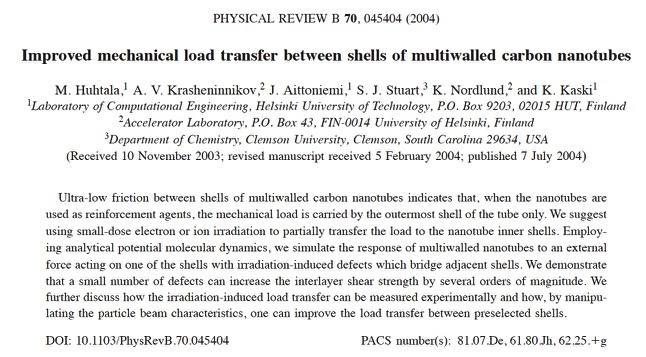 PHYSICAL REVIEW B 70, 045404 (2004)
Improved mechanical load transfer between shells of multiwalled carbon nanotubes
M. Huhtala,1 A. V. Krasheninnikov,2 J. Aittoniemi,1 S. J. Stuart,3 K. Nordlund,2 and K. Kaski1
1Laboratory of Computational Engineering, Helsinki University of Technology, P.O. Box 9203, 02015 HUT, Finland
2Accelerator Laboratory, P.O. Box 43, FIN-0014 University of Helsinki, Finland
3Department of Chemistry, Clemson University, Clemson, South Carolina 29634, USA
(Received 10 November 2003; revised manuscript received 5 February 2004; published 7 July 2004)
Ultra-low friction between shells of multiwalled carbon nanotubes indicates that, when the nanotubes are
used as reinforcement agents, the mechanical load is carried by the outermost shell of the tube only. We suggest
using small-dose electron or ion irradiation to partially transfer the load to the nanotube inner shells. Employ-
ing analytical potential molecular dynamics, we simulate the response of multiwalled nanotubes to an external
force acting on one of the shells with irradiation-induced defects which bridge adjacent shells. We demonstrate
that a small number of defects can increase the interlayer shear strength by several orders of magnitude. We
further discuss how the irradiation-induced load transfer can be measured experimentally and how, by manipu-
lating the particle beam characteristics, one can improve the load transfer between preselected shells.
DOI: 10.1103/PhysRevB.70.045404 PACS number(s): 81.07.De, 61.80.Jh, 62.25.+g